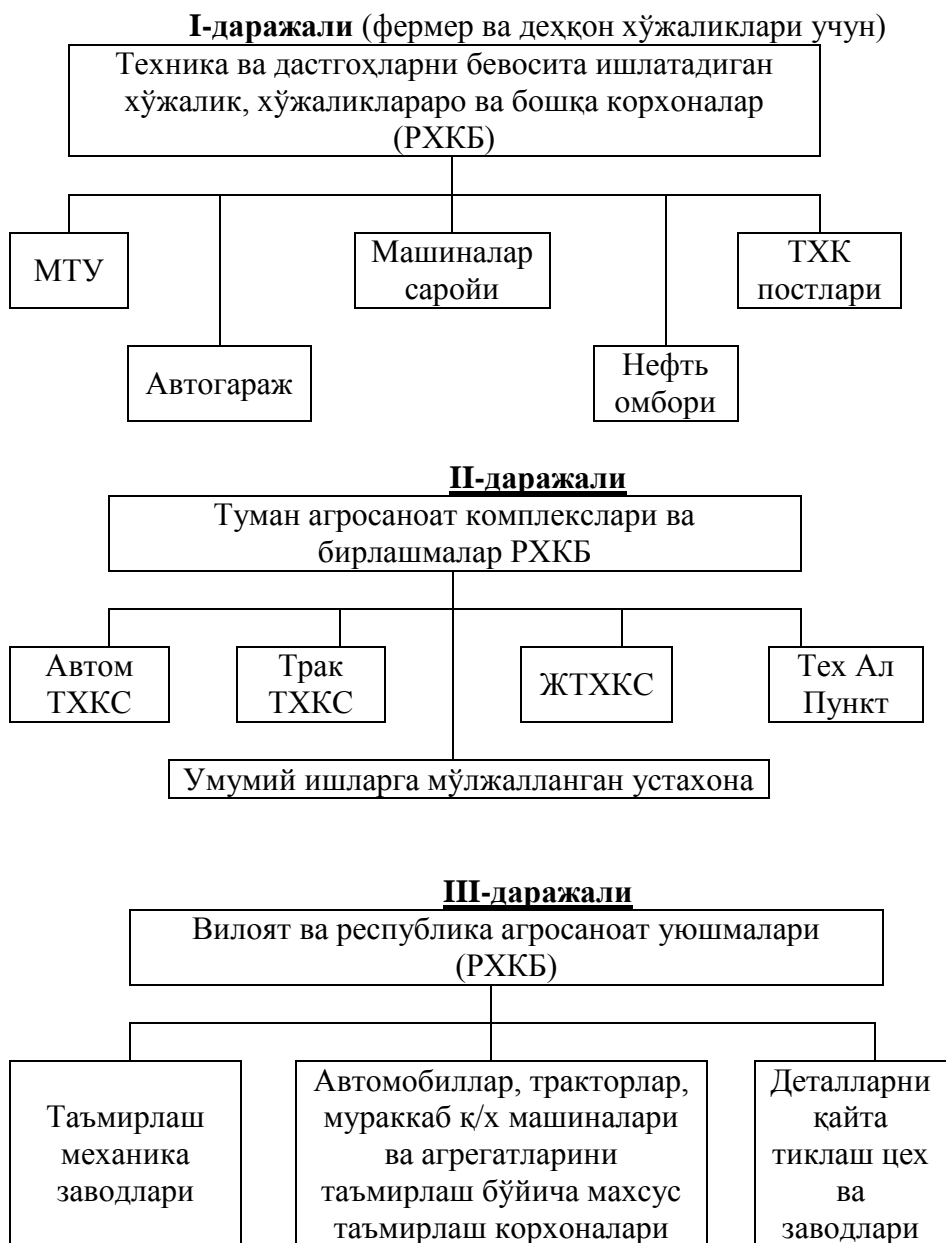 I-даражали (фермер ва деҳқон хўжаликлари учун)
Техника ва дастгоҳларни бевосита ишлатадиган
хўжалик, хўжаликлараро ва бошқа корхоналар
(РХКБ)
МТУ
Машиналар
саройи
ТХК
постлари
Автогараж
Нефть
омбори
II-даражали
Туман агросаноат комплекслари ва
бирлашмалар РХКБ
Автом
ТХКС
Трак
ТХКС
ЖТХКС
Тех Ал
Пункт
Умумий ишларга мўлжалланган устахона
III-даражали
Вилоят ва республика агросаноат уюшмалари
(РХКБ)
Таъмирлаш
механика
заводлари
Автомобиллар, тракторлар,
мураккаб қ/х машиналари
ва агрегатларини
таъмирлаш бўйича махсус
таъмирлаш корхоналари
Деталларни
қайта
тиклаш цех
ва
заводлари